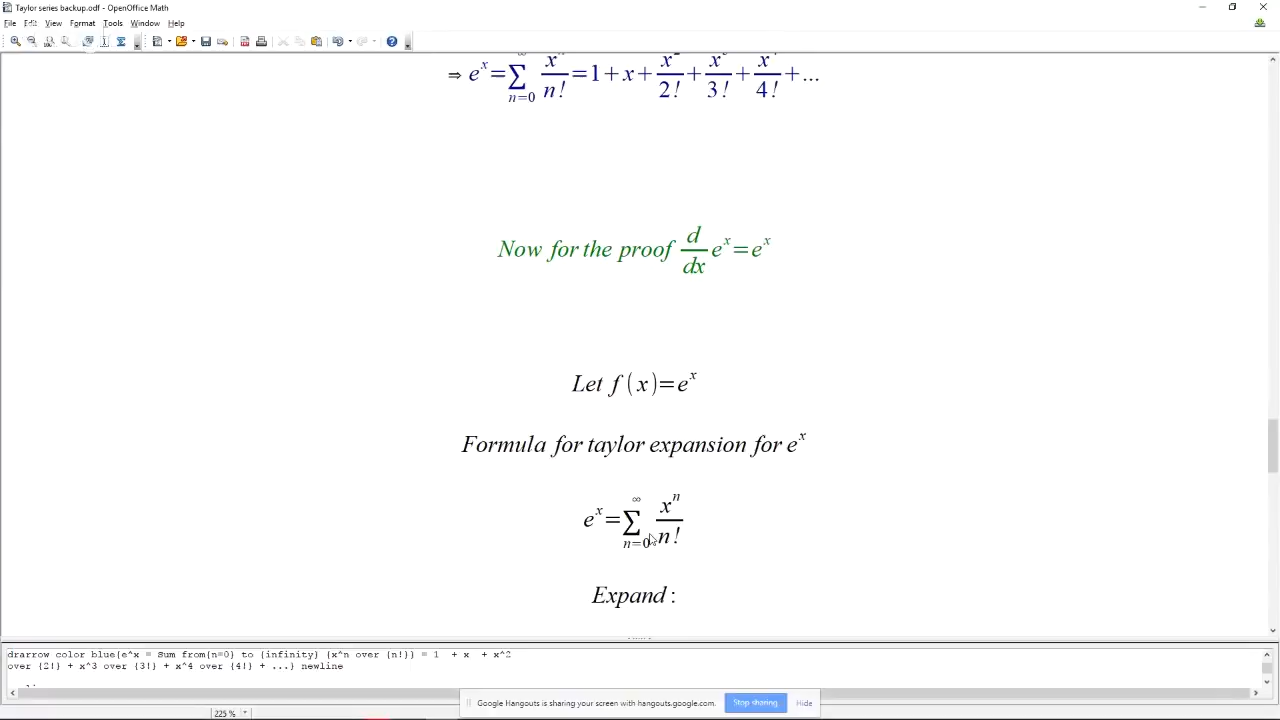 Taylor series backup.odf - OpenOffice Math
File Edit View Format Tools Window Help
⇒ e^x = ∑_{n=0}^{∞} x^n/n! = 1 + x + x^2/2! + x^3/3! + x^4/4! + ...
Now for the proof d/dx e^x = e^x
Let f(x) = e^x
Formula for taylor expansion for e^x
e^x = ∑_{n=0}^{∞} x^n/n!
Expand :
drarrow color blue{e^x = Sum from{n=0} to {infinity} {x^n over {n!}} = 1 + x + x^2
over {2!} + x^3 over {3!} + x^4 over {4!} + ...} newline
Google Hangouts is sharing your screen with hangouts.google.com. Stop sharing Hide
225 %